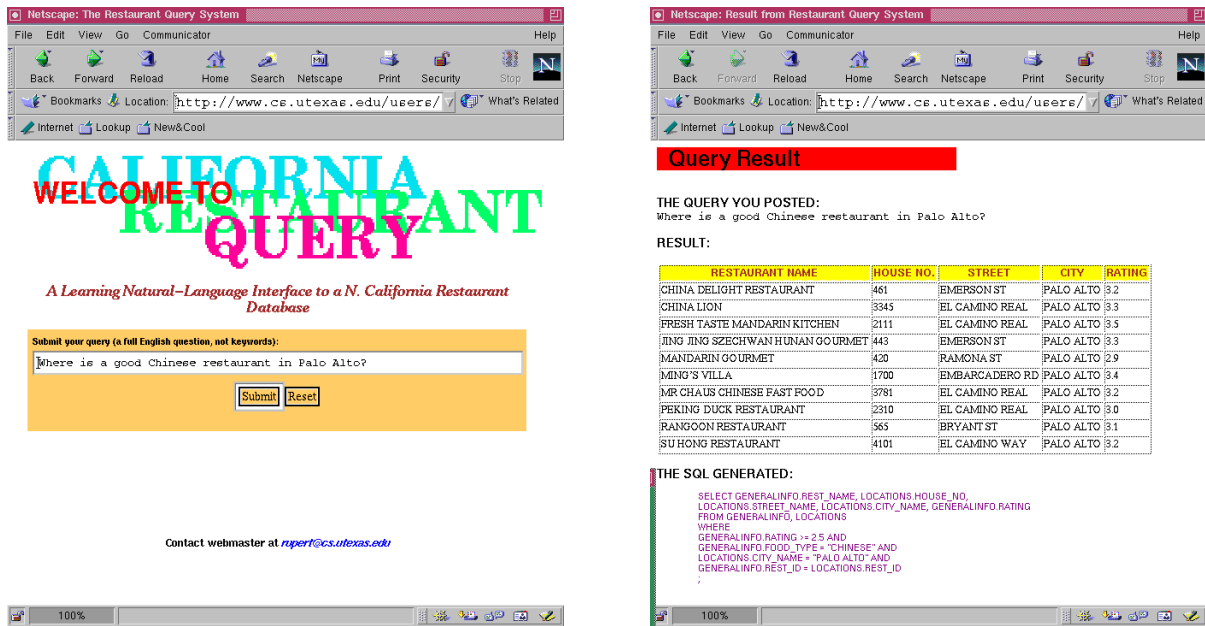 Netscape: The Restaurant Query System
File Edit View Go Communicator Help
Back Forward Reload Home Search Netscape Print Security Stop N
Bookmarks Location: http://www.cs.utexas.edu/users/ What's Related
Internet Lookup New&Cool
CALIFORNIA
WELCOME TO
RESTAURANT
QUERY
A Learning Natural-Language Interface to a N. California Restaurant
Database
Submit your query (a full English question, not keywords):
Where is a good Chinese restaurant in Palo Alto?
Submit Reset
Contact webmaster at rupert@cs.utexas.edu
100%
Netscape: Result from Restaurant Query System
File Edit View Go Communicator Help
Back Forward Reload Home Search Netscape Print Security Stop N
Bookmarks Location: http://www.cs.utexas.edu/users/ What's Related
Internet Lookup New&Cool
Query Result
THE QUERY YOU POSTED:
Where is a good Chinese restaurant in Palo Alto?
RESULT:
RESTAURANT NAME HOUSE NO. STREET CITY RATING
CHINA DELIGHT RESTAURANT 461 EMERSON ST PALO ALTO 3.2
CHINA LION 3345 EL CAMINO REAL PALO ALTO 3.3
FRESH TASTE MANDARIN KITCHEN 2111 EL CAMINO REAL PALO ALTO 3.5
JING JING SZECHWAN HUNAN GOURMET 443 EMERSON ST PALO ALTO 3.3
MANDARIN GOURMET 420 RAMONA ST PALO ALTO 2.9
MING'S VILLA 1700 EMBARCADERO RD PALO ALTO 3.4
MR CHAUS CHINESE FAST FOOD 3781 EL CAMINO REAL PALO ALTO 3.2
PEKING DUCK RESTAURANT 2310 EL CAMINO REAL PALO ALTO 3.0
RANGOON RESTAURANT 565 BRYANT ST PALO ALTO 3.1
SU HONG RESTAURANT 4101 EL CAMINO WAY PALO ALTO 3.2
THE SQL GENERATED:
SELECT GENERALINFO.REST_NAME, LOCATIONS.HOUSE_NO,
LOCATIONS.STREET_NAME, LOCATIONS.CITY_NAME, GENERALINFO.RATING
FROM GENERALINFO, LOCATIONS
WHERE
GENERALINFO.RATING >= 2.5 AND
GENERALINFO.FOOD_TYPE = "CHINESE" AND
LOCATIONS.CITY_NAME = "PALO ALTO" AND
GENERALINFO.REST_ID = LOCATIONS.REST_ID
;
100%